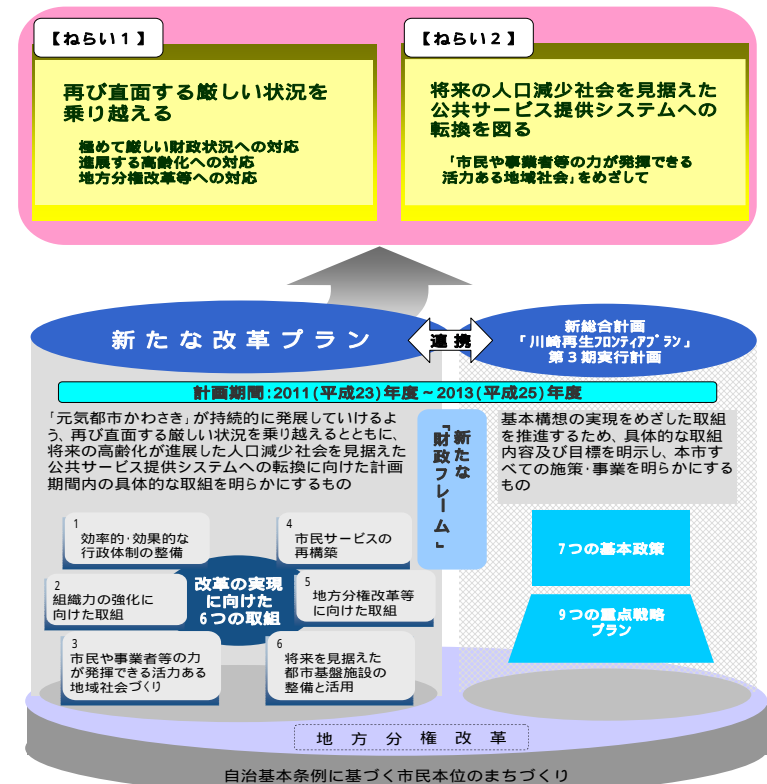 【ねらい１】
再び直面する厳しい状況を
乗り越える
極めて厳しい財政状況への対応
進展する高齢化への対応
地方分権改革等への対応
【ねらい２】
将来の人口減少社会を見据えた
公共サービス提供システムへの
転換を図る
「市民や事業者等の力が発揮できる
活力ある地域社会」をめざして
新たな改革プラン
連携
新総合計画
「川崎再生ﾌﾛﾝﾃｨｱﾌﾟﾗﾝ」
第３期実行計画
計画期間：2011(平成23)年度～2013(平成25)年度
「元気都市かわさき」が持続的に発展していけるよ
う、再び直面する厳しい状況を乗り越えるとともに、
将来の高齢化が進展した人口減少社会を見据えた
公共サービス提供システムへの転換に向けた計画
期間内の具体的な取組を明らかにするもの
新たな
「財政フレーム」
基本構想の実現をめざした取組
を推進するため、具体的な取組
内容及び目標を明示し、本市す
べての施策・事業を明らかにする
もの
1
効率的・効果的な
行政体制の整備
2
組織力の強化に
向けた取組
3
市民や事業者等の力
が発揮できる活力ある
地域社会づくり
改革の実現
に向けた
６つの取組
4
市民サービスの
再構築
5
地方分権改革等
に向けた取組
6
将来を見据えた
都市基盤施設の
整備と活用
７つの基本政策
９つの重点戦略
プラン
地方分権改革
自治基本条例に基づく市民本位のまちづくり